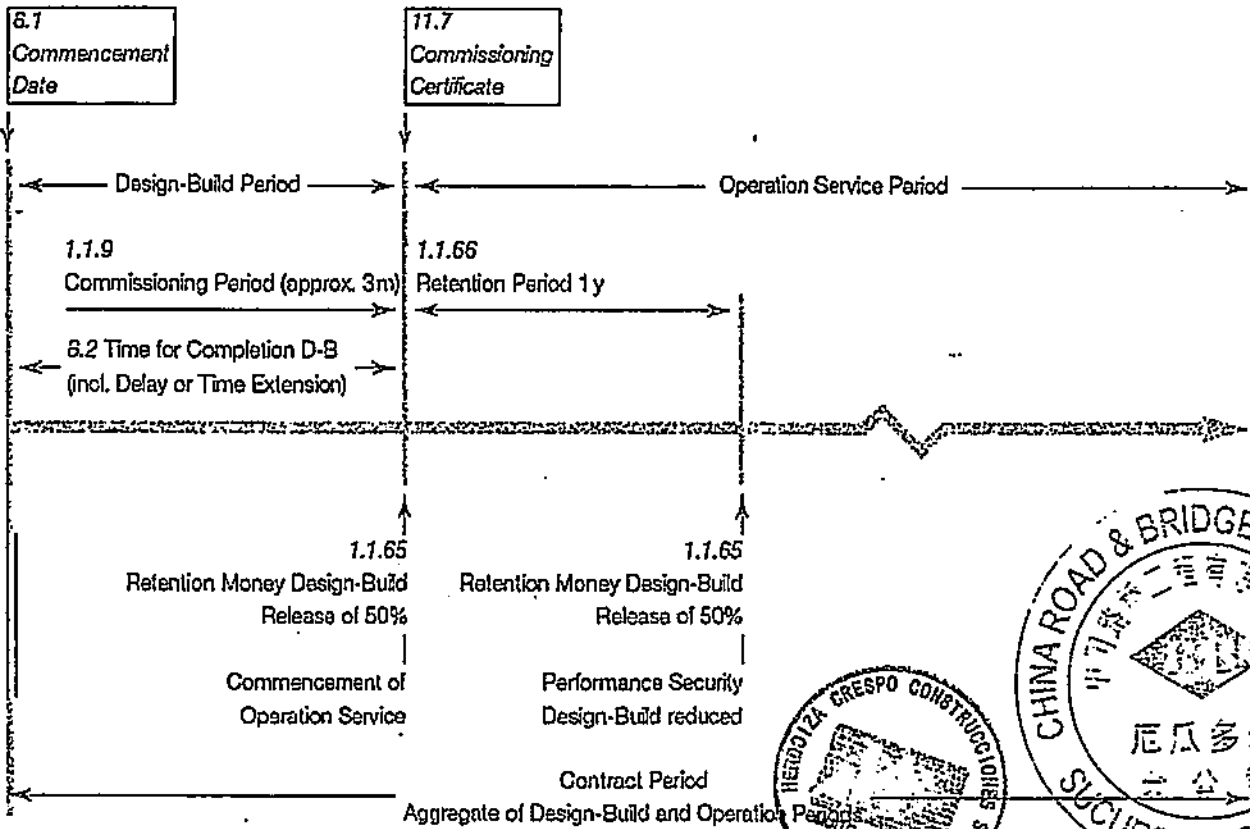 8.1
Commencement
Date
11.7
Commissioning
Certificate
Design-Build Period
Operation Service Period
1.1.9
Commissioning Period (approx. 3m)
1.1.66
Retention Period 1y
8.2 Time for Completion D-B
(incl. Delay or Time Extension)
1.1.65
Retention Money Design-Build
Release of 50%
1.1.65
Retention Money Design-Build
Release of 50%
Commencement of
Operation Service
Performance Security
Design-Build reduced
Contract Period
Aggregate of Design-Build and Operation Periods
HERDOIZA CRESPO CONSTRUCCIONES S
CHINA ROAD & BRIDGE
厄瓜多
公